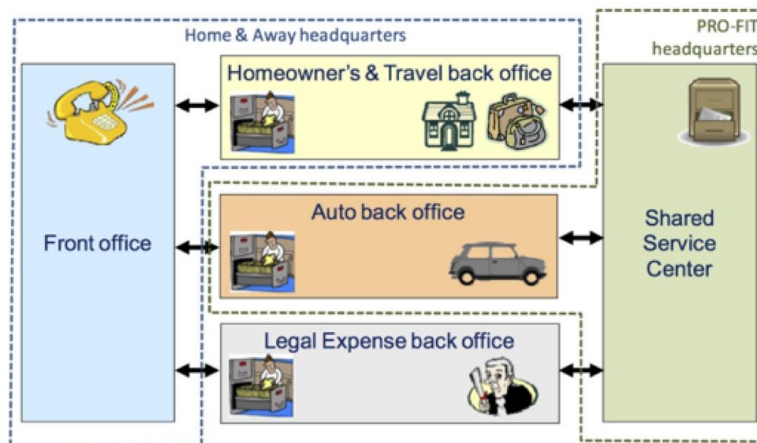 Home & Away headquarters
PRO-FIT
headquarters
Homeowner's & Travel back office
Front office
Auto back office
Shared
Service
Center
Legal Expense back office